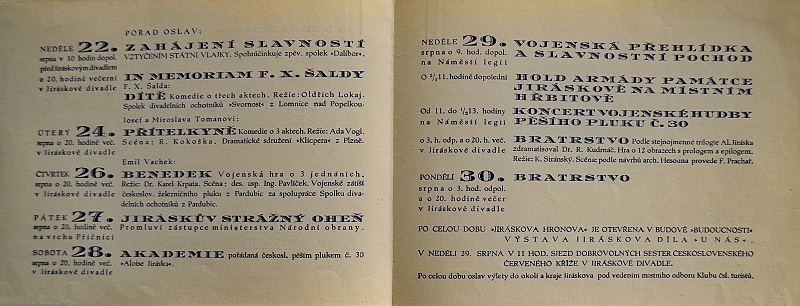 POŘAD OSLAV:
NEDĚLE 22. ZAHÁJENÍ SLAVNOSTÍ
srpna v 10 hodin dopol.
před Jiráskovým divadlem
VZTYČENÍM STÁTNÍ VLAJKY. Spoluúčinkuje zpěv. spolek "Dalibor".
o 20. hodině večerní
v Jiráskově divadle
IN MEMORIAM F. X. ŠALDY
F. X. Šalda:
DÍTĚ Komedie o třech aktech. Režie: Oldřich Lokaj.
Spolek divadelních ochotníků »Svornost« z Lomnice nad Popelkou.
Josef a Miroslava Tomanovi:
ÚTERÝ 24. PŘÍTELKYNĚ Komedie o 3 aktech. Režie: Ada Vogl.
srpna o 20. hodině več.
v Jiráskově divadle
Scéna: R. Kokoška. Dramatické sdružení »Klicpera« z Plzně.
Emil Vachek:
ČTVRTEK 26. BENEDEK Vojenská hra o 3 jednáních.
srpna o 20. hodině več.
v Jiráskově divadle
Režie: Dr. Karel Krpata. Scéna: des. asp. Ing. Pavlíček. Vojenské zátiší
českoslov. železničního pluku z Pardubic za spolupráce Spolku diva-
delních ochotníků z Pardubic.
PÁTEK 27. JIRÁSKŮV STRÁŽNÝ OHEŇ
srpna o 20. hodině več.
na vrchu Příčnici
Promluví zástupce ministerstva Národní obrany.
SOBOTA 28. AKADEMIE pořádaná českosl. pěším plukem č. 30
srpna o 20. hodině več.
v Jiráskově divadle
»Aloise Jiráska«.
NEDĚLE 29. VOJENSKÁ PŘEHLÍDKA
A SLAVNOSTNÍ POCHOD
srpna o 9. hod. dopol.
na Náměstí legií
O ½11. hodině dopolední HOLD ARMÁDY PAMÁTCE
JIRÁSKOVĚ NA MÍSTNÍM
HŘBITOVĚ
Od 11. do ½13. hodiny
na Náměstí legií
KONCERT VOJENSKÉ HUDBY
PĚŠÍHO PLUKU Č. 30
o 3. h. odp. a o 20. h. več.
v Jiráskově divadle
BRATRSTVO Podle stejnojmenné trilogie Al. Jiráska
zdramatisoval Dr. R. Kudrnáč. Hra o 12 obrazech s prologem a epilogem.
Režie: K. Stránský. Scéna: podle návrhů arch. Hesouna provede F. Prachař.
PONDĚLÍ 30. BRATRSTVO
srpna o 3. hod. odpol.
a o 20. hodině večer
v Jiráskově divadle
PO CELOU DOBU »JIRÁSKOVA HRONOVA« JE OTEVŘENA V BUDOVĚ »BUDOUCNOSTI«
VÝSTAVA JIRÁSKOVA DÍLA »U NÁS«.
V NEDĚLI 29. SRPNA V 11 HOD. SJEZD DOBROVOLNÝCH SESTER ČESKOSLOVENSKÉHO
ČERVENÉHO KŘÍŽE V JIRÁSKOVĚ DIVADLE.
Po celou dobu oslav výlety do okolí a kraje Jiráskova pod vedením místního odboru Klubu čsl. turistů.